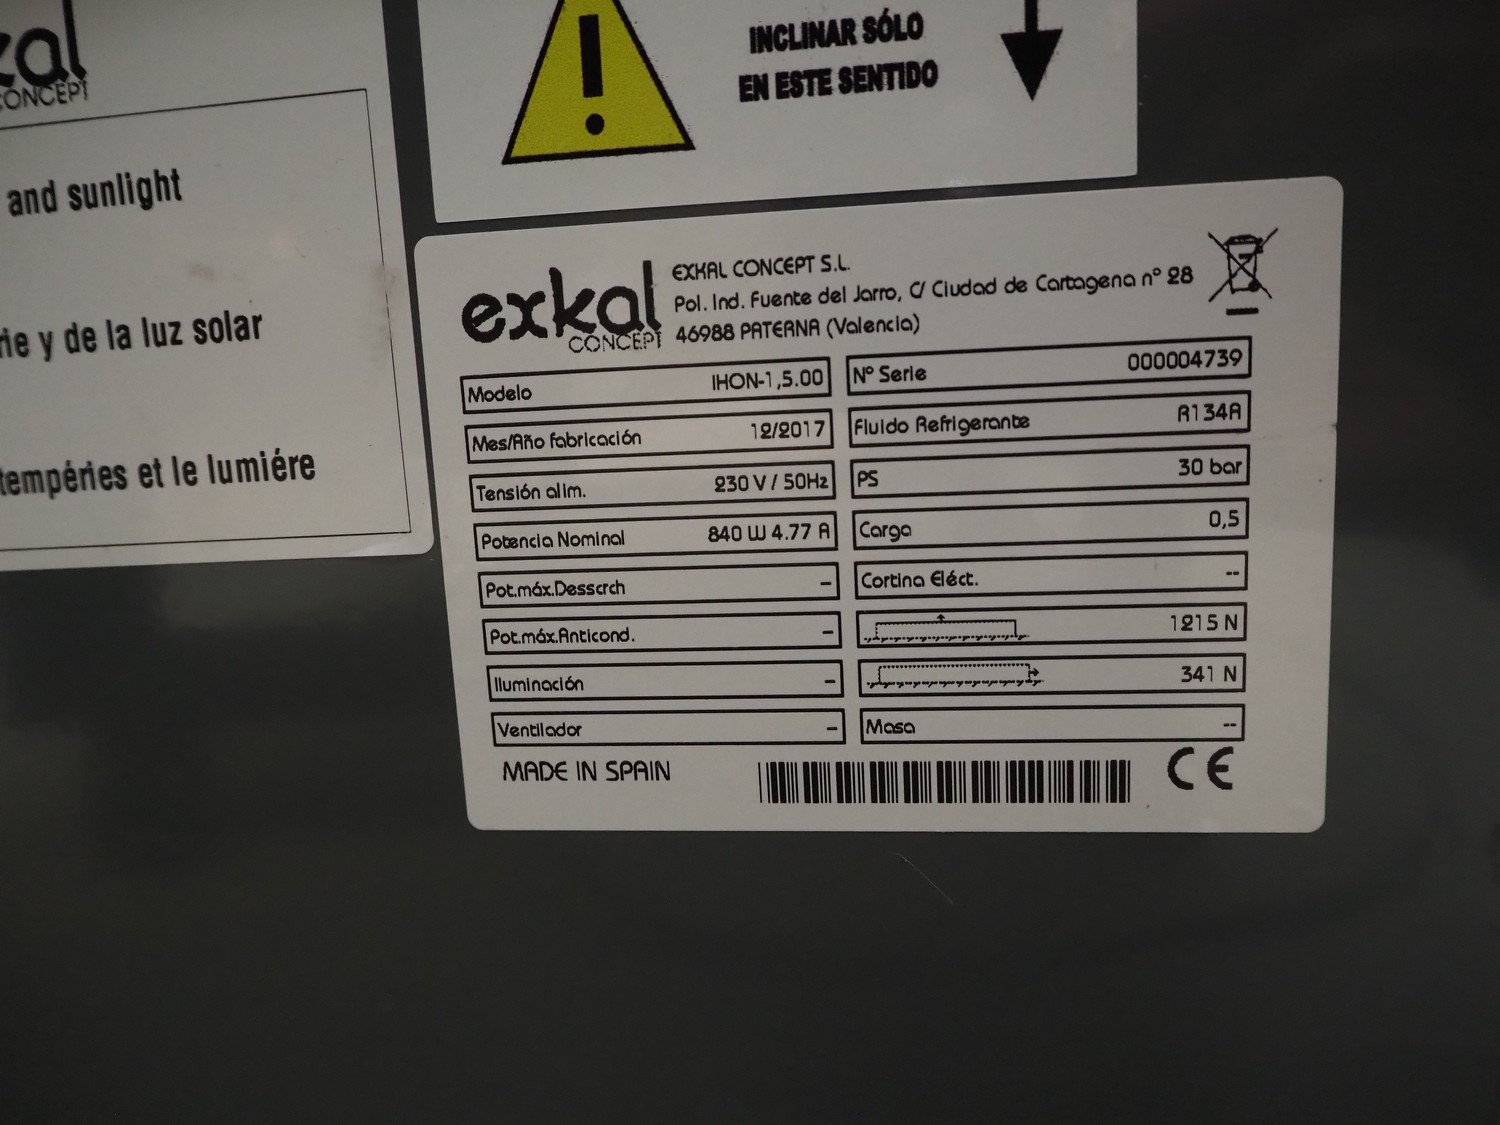 CONCEPT
and sunlight
y de la luz solar
et le lumiére
INCLINAR SÓLO
EN ESTE SENTIDO
exkal
CONCEPT
EXKAL CONCEPT S.L.
Pol. Ind. Fuente del Jarro, C/ Ciudad de Cartagena nº 28
46988 PATERNA (Valencia)
Modelo IHON-1,5.00
Nº Serie 000004739
Mes/Año fabricación 12/2017
Fluido Refrigerante R134A
Tensión alim. 230 V / 50Hz
PS 30 bar
Potencia Nominal 840 W 4.77 A
Carga 0,5
Pot.máx.Desscrch –
Cortina Eléct. --
Pot.máx.Anticond. –
1215 N
Iluminación –
341 N
Ventilador –
Masa --
MADE IN SPAIN
CE